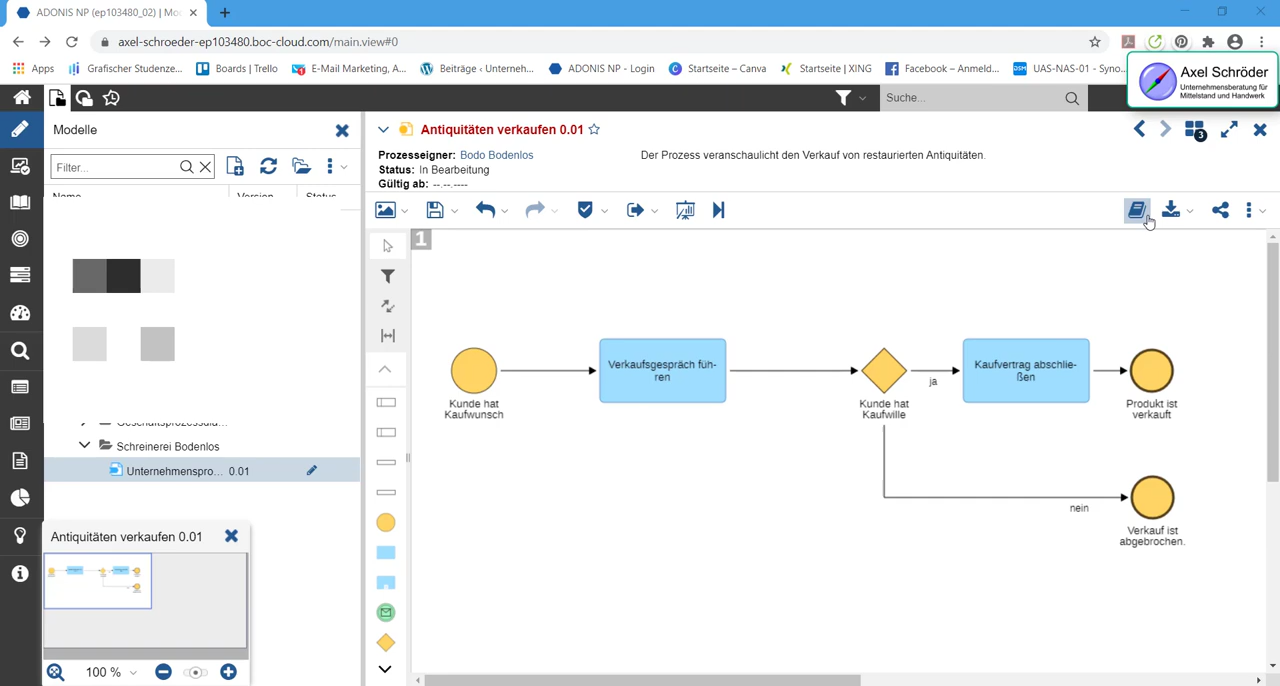 ADONIS NP (ep103480_02) | Mo
axel-schroeder-ep103480.boc-cloud.com/main.view#0
Apps
Grafischer Studenze...
Boards | Trello
E-Mail Marketing, A...
Beiträge ‹ Unterneh...
ADONIS NP - Login
Startseite – Canva
Startseite | XING
Facebook – Anmeld...
DSM UAS-NAS-01 - Syno...
Axel Schröder
Unternehmensberatung für
Mittelstand und Handwerk
Suche...
Modelle
Antiquitäten verkaufen 0.01
3
Prozesseigner: Bodo Bodenlos
Der Prozess veranschaulicht den Verkauf von restaurierten Antiquitäten.
Filter...
Status: In Bearbeitung
Gültig ab: --.--.----
Name
Version
Status
1
Verkaufsgespräch füh-
ren
Kaufvertrag abschlie-
ßen
ja
Kunde hat
Kaufwunsch
Kunde hat
Kaufwille
Produkt ist
verkauft
Schreinerei Bodenlos
Unternehmenspro... 0.01
nein
Verkauf ist
abgebrochen.
Antiquitäten verkaufen 0.01
100 %